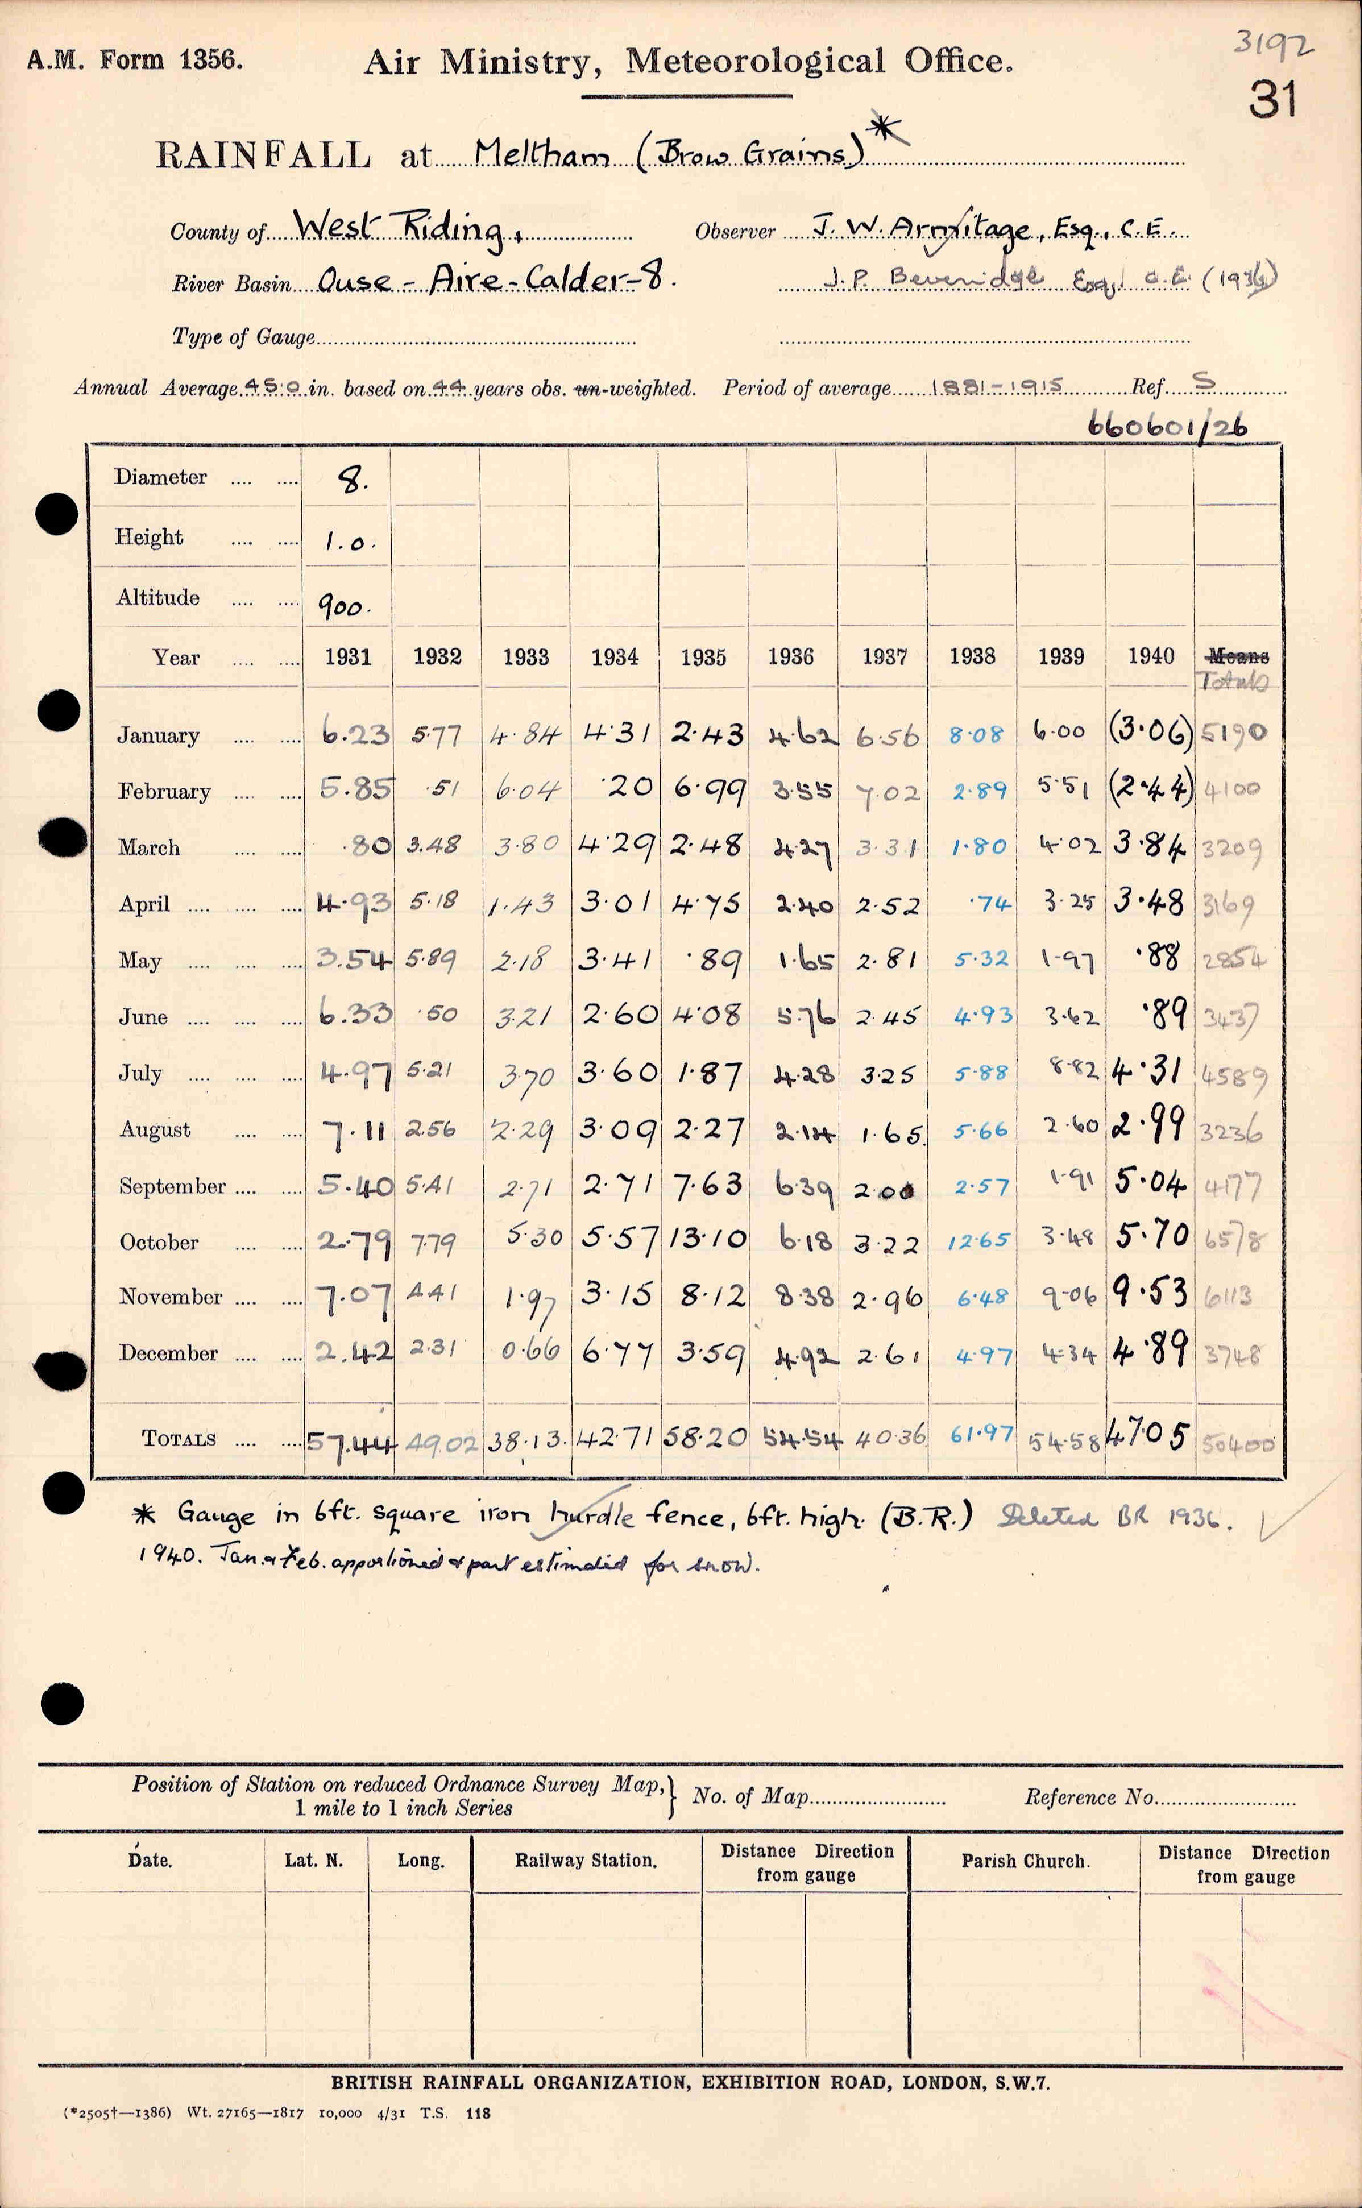 3192
A.M. Form 1356. Air Ministry, Meteorological Office.
31
RAINFALL at Meltham (Brow Grains)*
County of West Riding, Observer J. W. Armitage, Esq., C.E.
River Basin Ouse - Aire - Calder - 8. J. P. Beveridge Esq C.E. (1936)
Type of Gauge
Annual Average 45.0 in. based on 44 years obs. un-weighted. Period of average 1881-1915 Ref. S
660601/26
Diameter 8.
Height 1.0.
Altitude 900.
Year 1931 1932 1933 1934 1935 1936 1937 1938 1939 1940 Means
Totals
January 6.23 5.77 4.84 4.31 2.43 4.62 6.56 8.08 6.00 (3.06) 5190
February 5.85 .51 6.04 .20 6.99 3.55 7.02 2.89 5.51 (2.44) 4100
March .80 3.48 3.80 4.29 2.48 4.27 3.31 1.80 4.02 3.84 3209
April 4.93 5.18 1.43 3.01 4.75 2.40 2.52 .74 3.25 3.48 3169
May 3.54 5.89 2.18 3.41 .89 1.65 2.81 5.32 1.97 .88 2854
June 6.33 .50 3.21 2.60 4.08 5.76 2.45 4.93 3.62 .89 3437
July 4.97 5.21 3.70 3.60 1.87 4.28 3.25 5.88 8.82 4.31 4589
August 7.11 2.56 2.29 3.09 2.27 2.14 1.65 5.66 2.60 2.99 3236
September 5.40 5.41 2.71 2.71 7.63 6.39 2.00 2.57 1.91 5.04 4177
October 2.79 7.79 5.30 5.57 13.10 6.18 3.22 12.65 3.48 5.70 6578
November 7.07 4.41 1.97 3.15 8.12 8.38 2.96 6.48 9.06 9.53 6113
December 2.42 2.31 0.66 6.77 3.59 4.92 2.61 4.97 4.34 4.89 3748
TOTALS 57.44 49.02 38.13 42.71 58.20 54.54 40.36 61.97 54.58 47.05 50400
* Gauge in 6ft. square iron hurdle fence, 6ft. high. (B.R.) Deleted BR 1936.
1940. Jan. & Feb. apportioned & part estimated for snow.
Position of Station on reduced Ordnance Survey Map, } No. of Map Reference No.
1 mile to 1 inch Series
Date. Lat. N. Long. Railway Station. Distance Direction Parish Church. Distance Direction
from gauge from gauge
BRITISH RAINFALL ORGANIZATION, EXHIBITION ROAD, LONDON, S.W.7.
(*2505†—1386) Wt. 27165—1817 10,000 4/31 T.S. 118